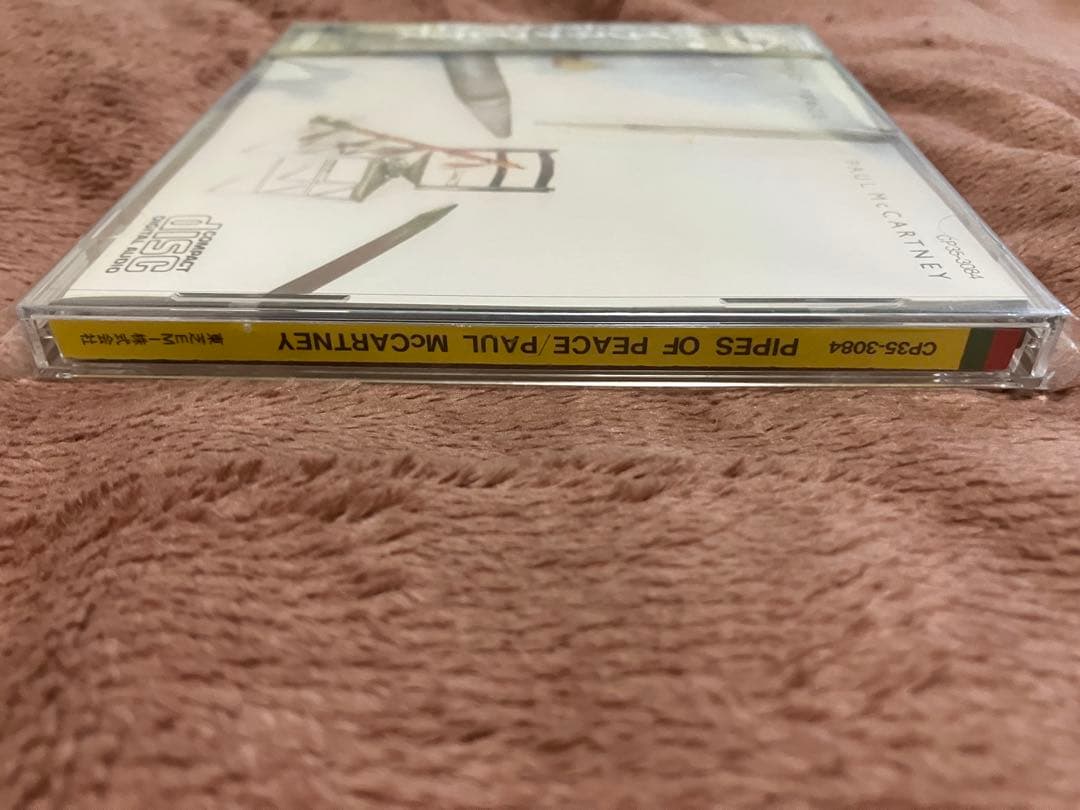 PAUL McCARTNEY
CP35-3084
COMPACT
disc
DIGITAL AUDIO
CP35-3084 PIPES OF PEACE/PAUL McCARTNEY 東芝EMI株式会社